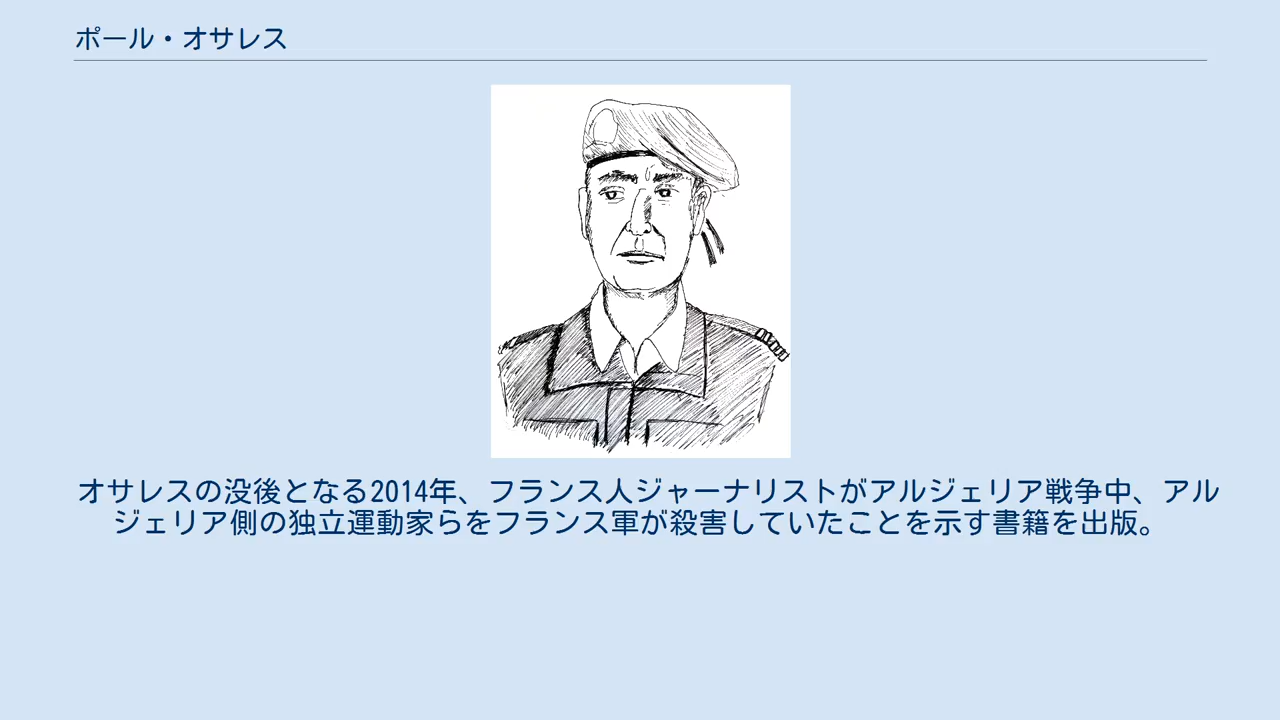 ポール・オサレス
オサレスの没後となる2014年、フランス人ジャーナリストがアルジェリア戦争中、アル
ジェリア側の独立運動家らをフランス軍が殺害していたことを示す書籍を出版。